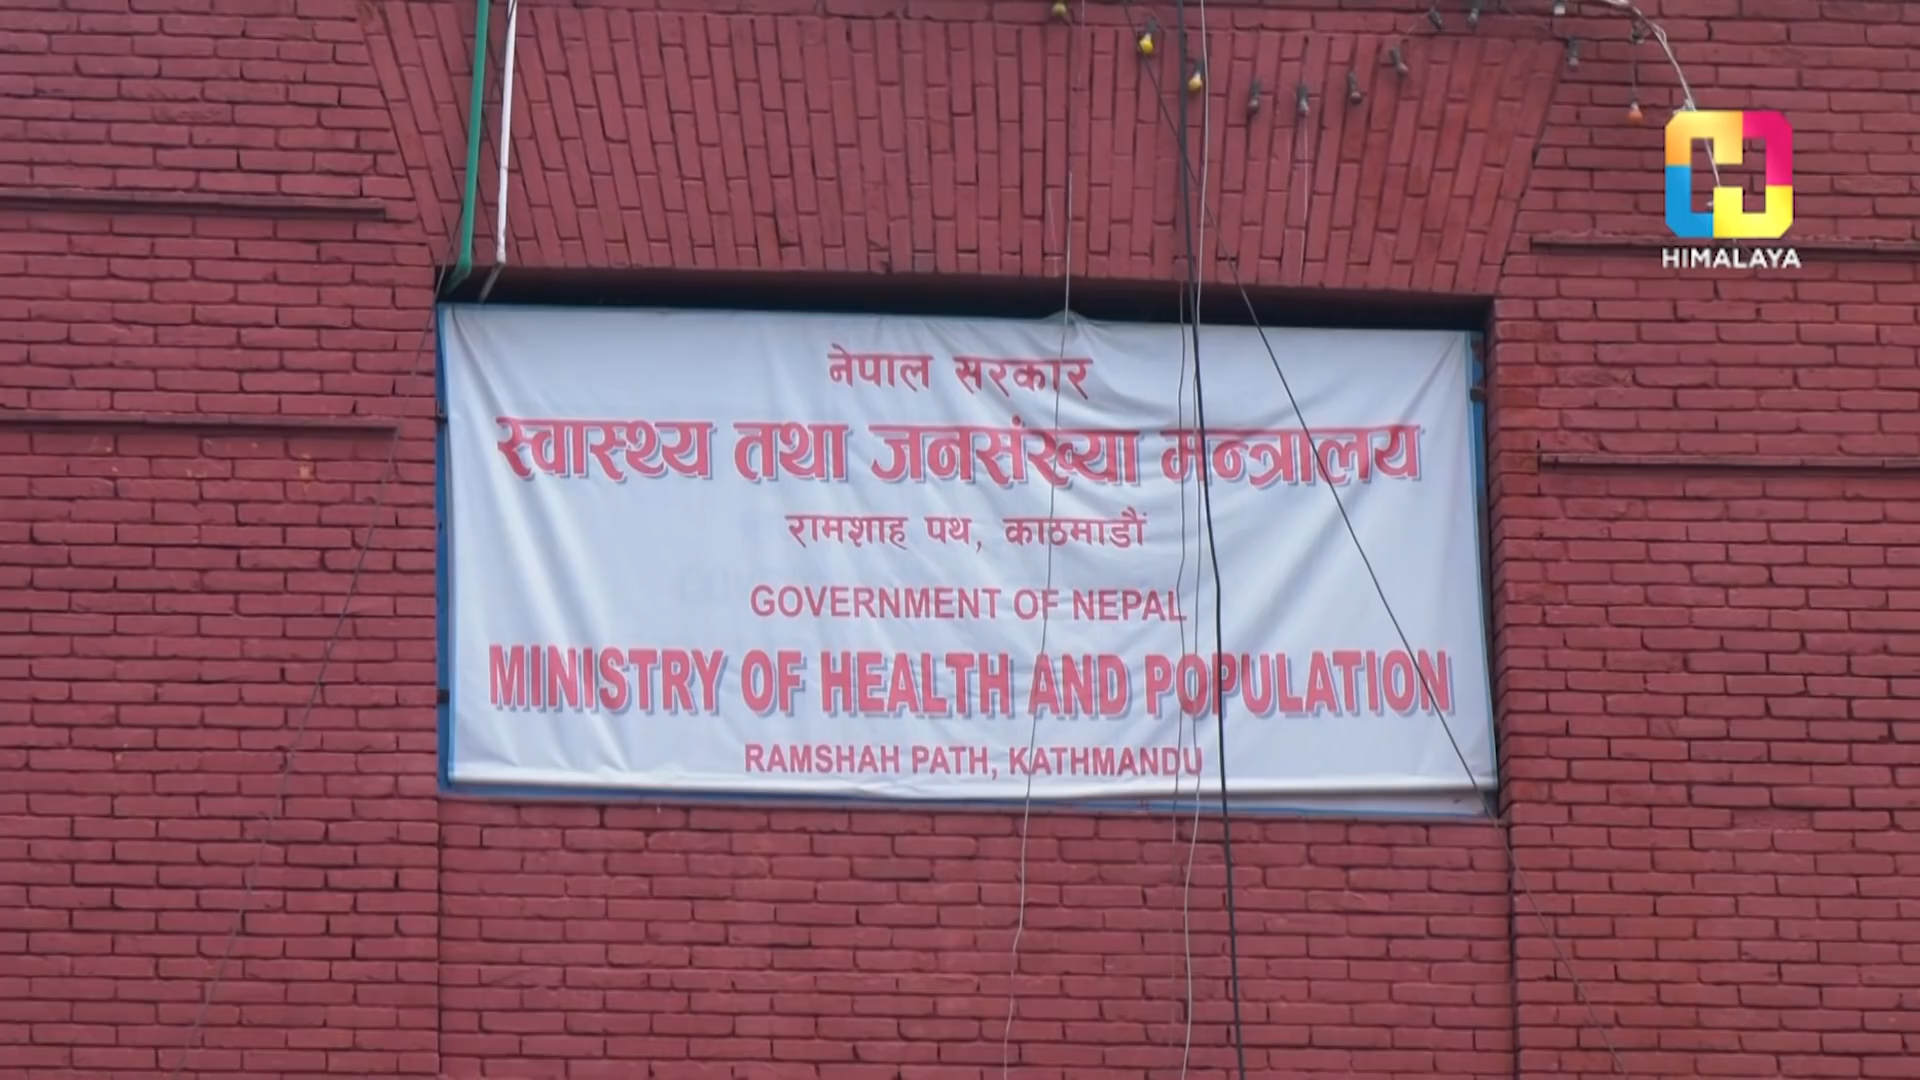 नेपाल सरकार
स्वास्थ्य तथा जनसंख्या मन्त्रालय
रामशाह पथ, काठमाडौं
GOVERNMENT OF NEPAL
MINISTRY OF HEALTH AND POPULATION
RAMSHAH PATH, KATHMANDU
HIMALAYA